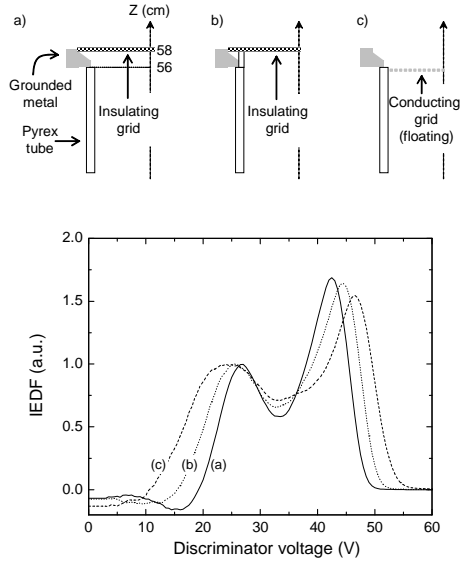 a)
Z (cm)
b)
c)
58
56
Grounded
metal
Insulating
grid
Insulating
grid
Conducting
grid
(floating)
Pyrex
tube
2.0
1.5
1.0
0.5
0.0
IEDF (a.u.)
(c)
(b)
(a)
0 10 20 30 40 50 60
Discriminator voltage (V)